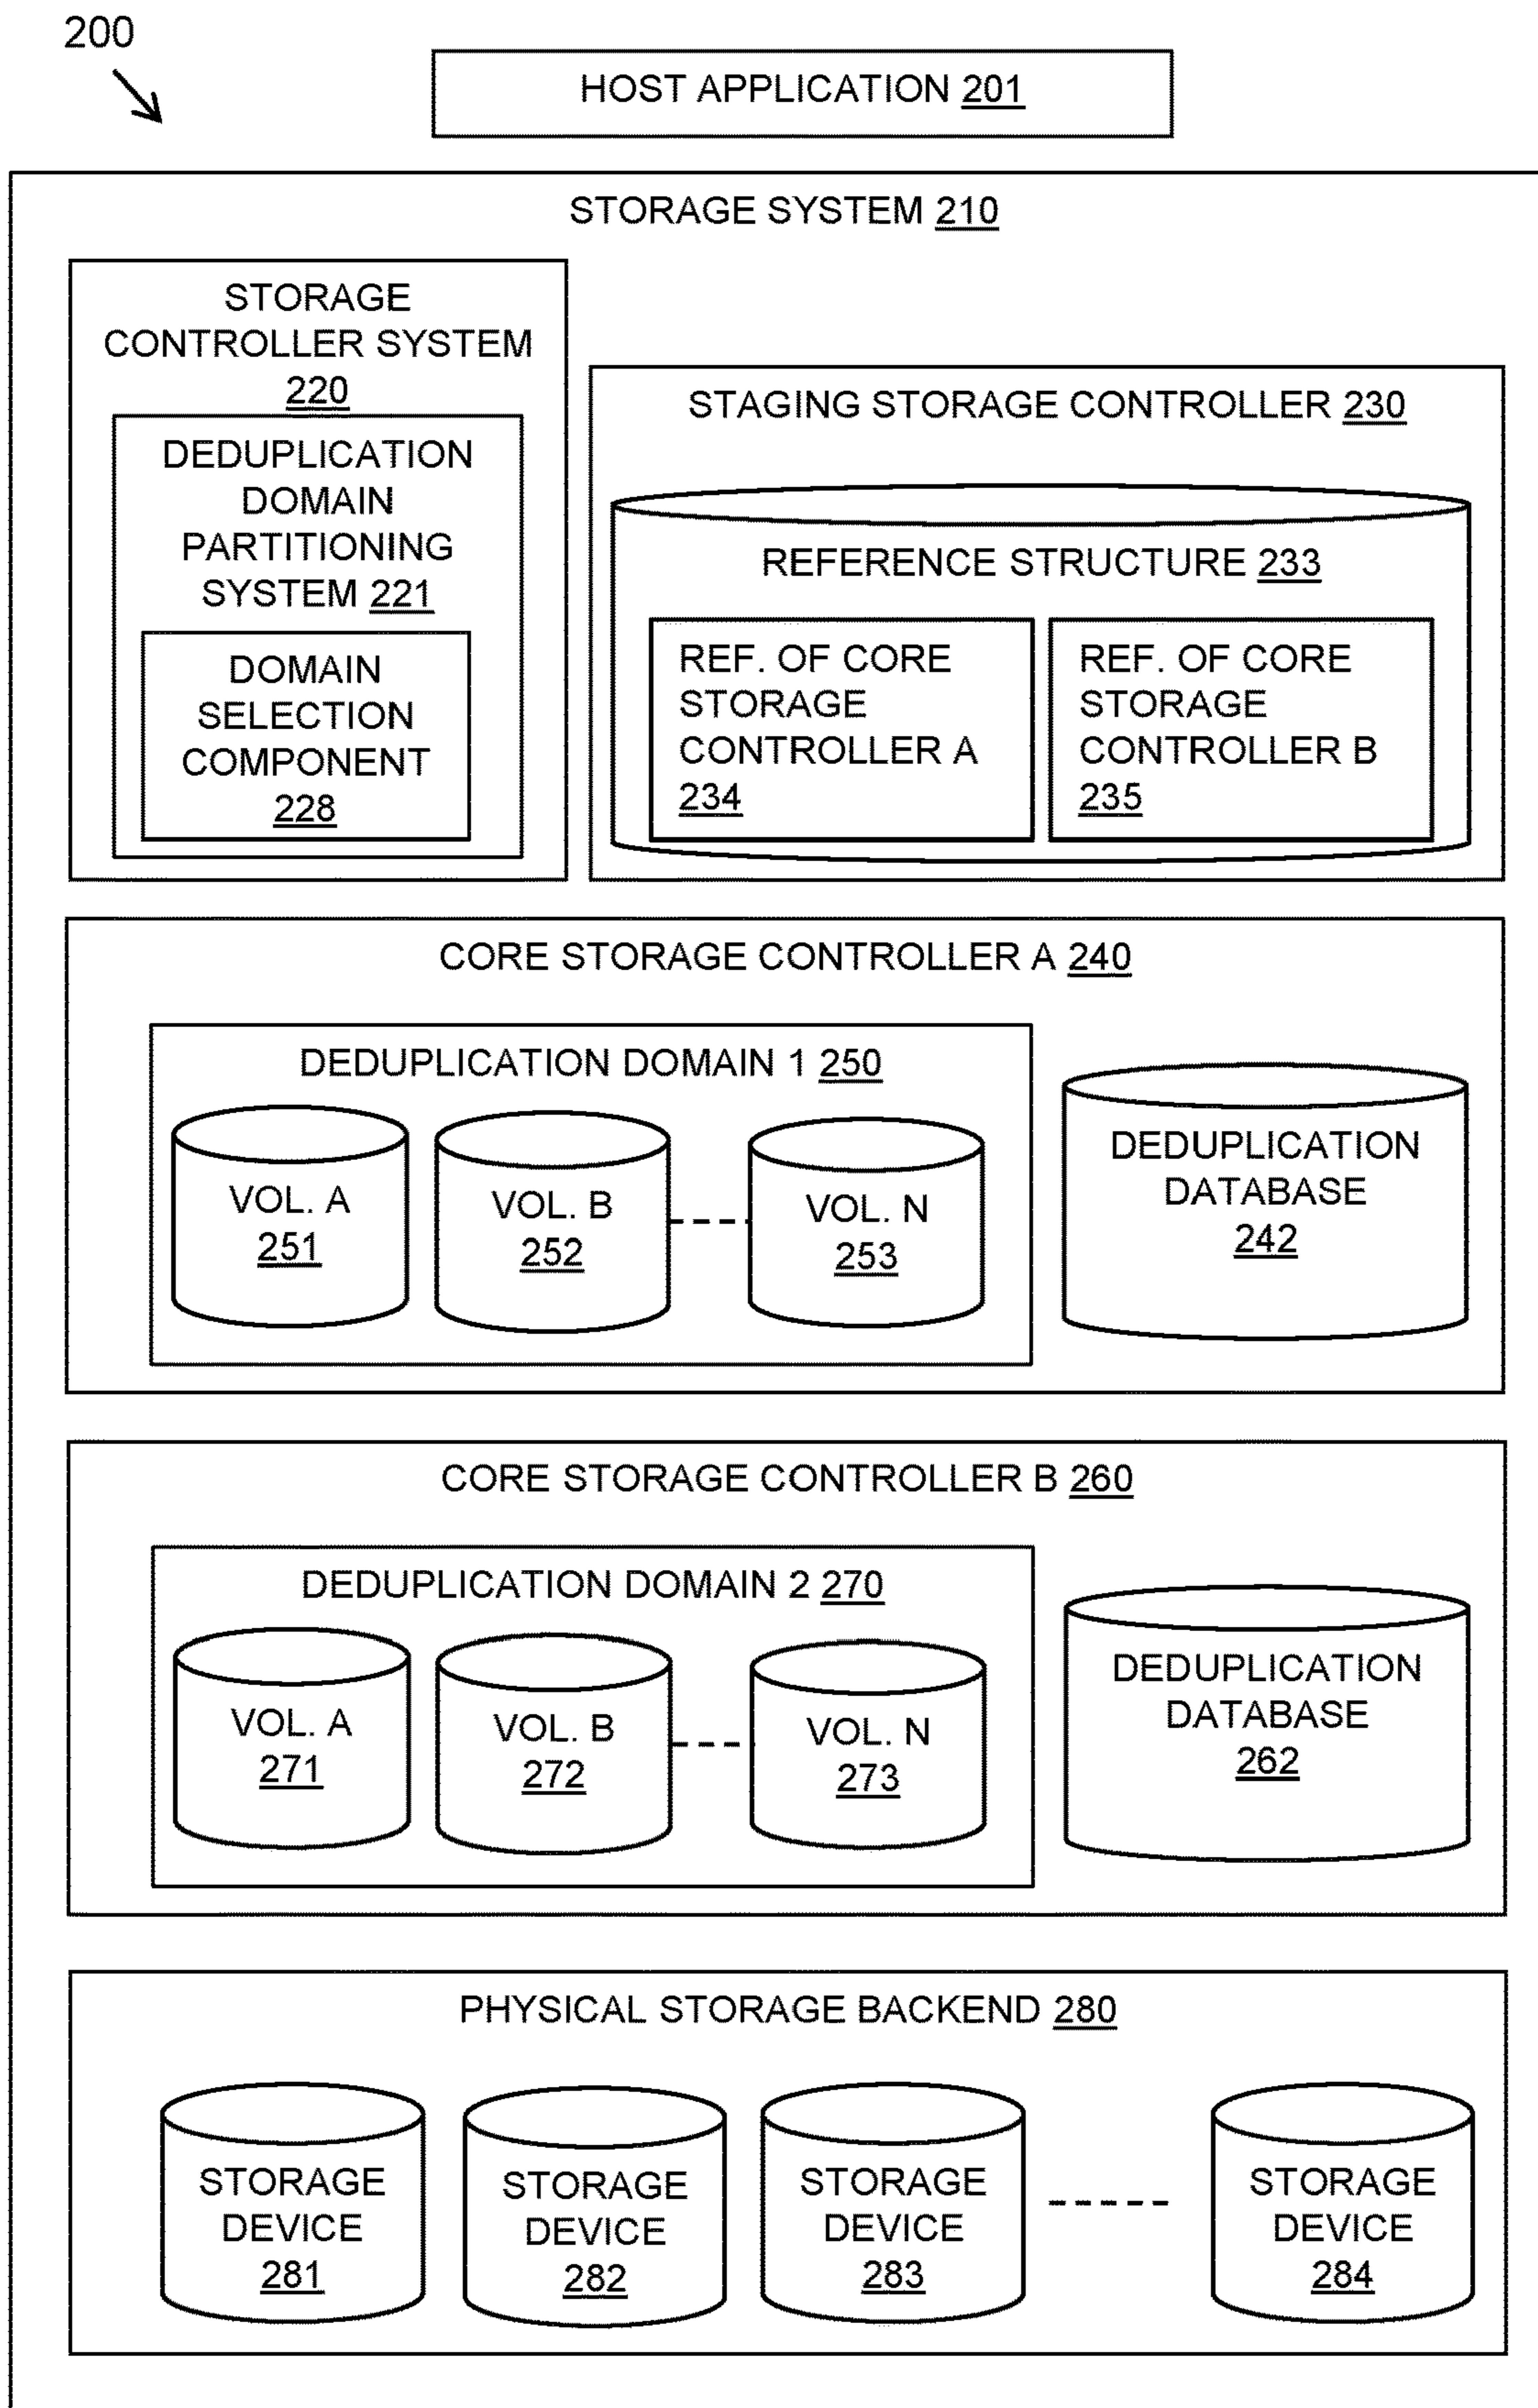 200
HOST APPLICATION 201
STORAGE SYSTEM 210
STORAGE
CONTROLLER SYSTEM
220
DEDUPLICATION
DOMAIN
PARTITIONING
SYSTEM 221
DOMAIN
SELECTION
COMPONENT
228
STAGING STORAGE CONTROLLER 230
REFERENCE STRUCTURE 233
REF. OF CORE
STORAGE
CONTROLLER A
234
REF. OF CORE
STORAGE
CONTROLLER B
235
CORE STORAGE CONTROLLER A 240
DEDUPLICATION DOMAIN 1 250
VOL. A
251
VOL. B
252
VOL. N
253
DEDUPLICATION
DATABASE
242
CORE STORAGE CONTROLLER B 260
DEDUPLICATION DOMAIN 2 270
VOL. A
271
VOL. B
272
VOL. N
273
DEDUPLICATION
DATABASE
262
PHYSICAL STORAGE BACKEND 280
STORAGE
DEVICE
281
STORAGE
DEVICE
282
STORAGE
DEVICE
283
STORAGE
DEVICE
284